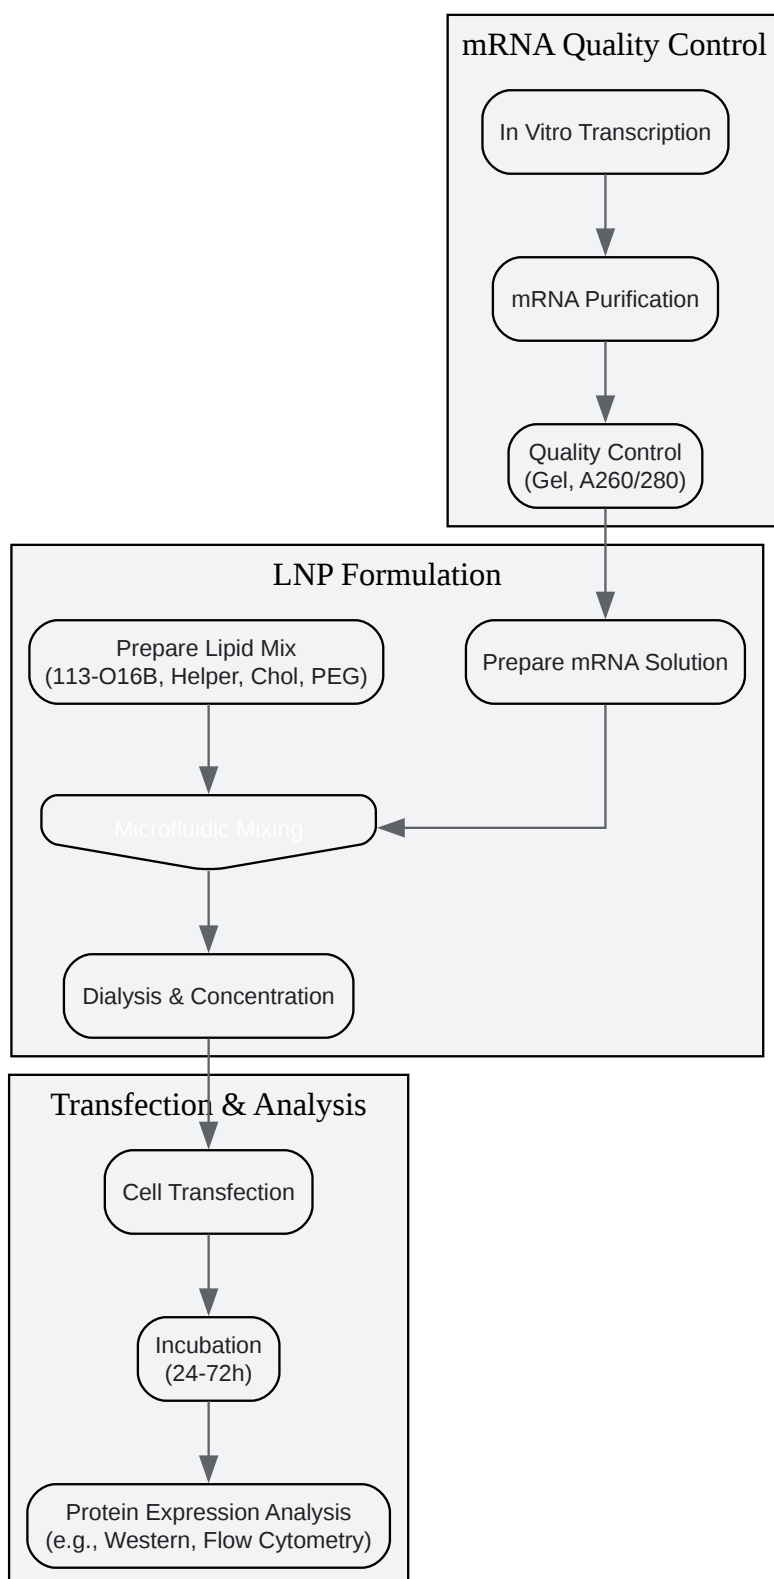 mRNA Quality Control
In Vitro Transcription
mRNA Purification
Quality Control
(Gel, A260/280)
LNP Formulation
Prepare Lipid Mix
(113-O16B, Helper, Chol, PEG)
Prepare mRNA Solution
Microfluidic Mixing
Dialysis & Concentration
Transfection & Analysis
Cell Transfection
Incubation
(24-72h)
Protein Expression Analysis
(e.g., Western, Flow Cytometry)